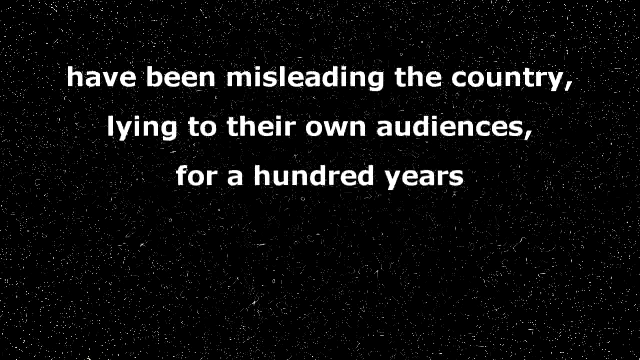 have been misleading the country,
lying to their own audiences,
for a hundred years